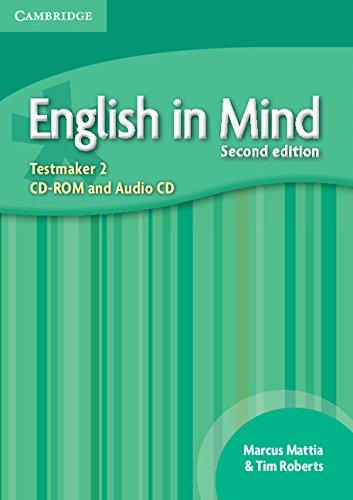 CAMBRIDGE
English in Mind
Second edition
Testmaker 2
CD-ROM and Audio CD
Marcus Mattia
& Tim Roberts